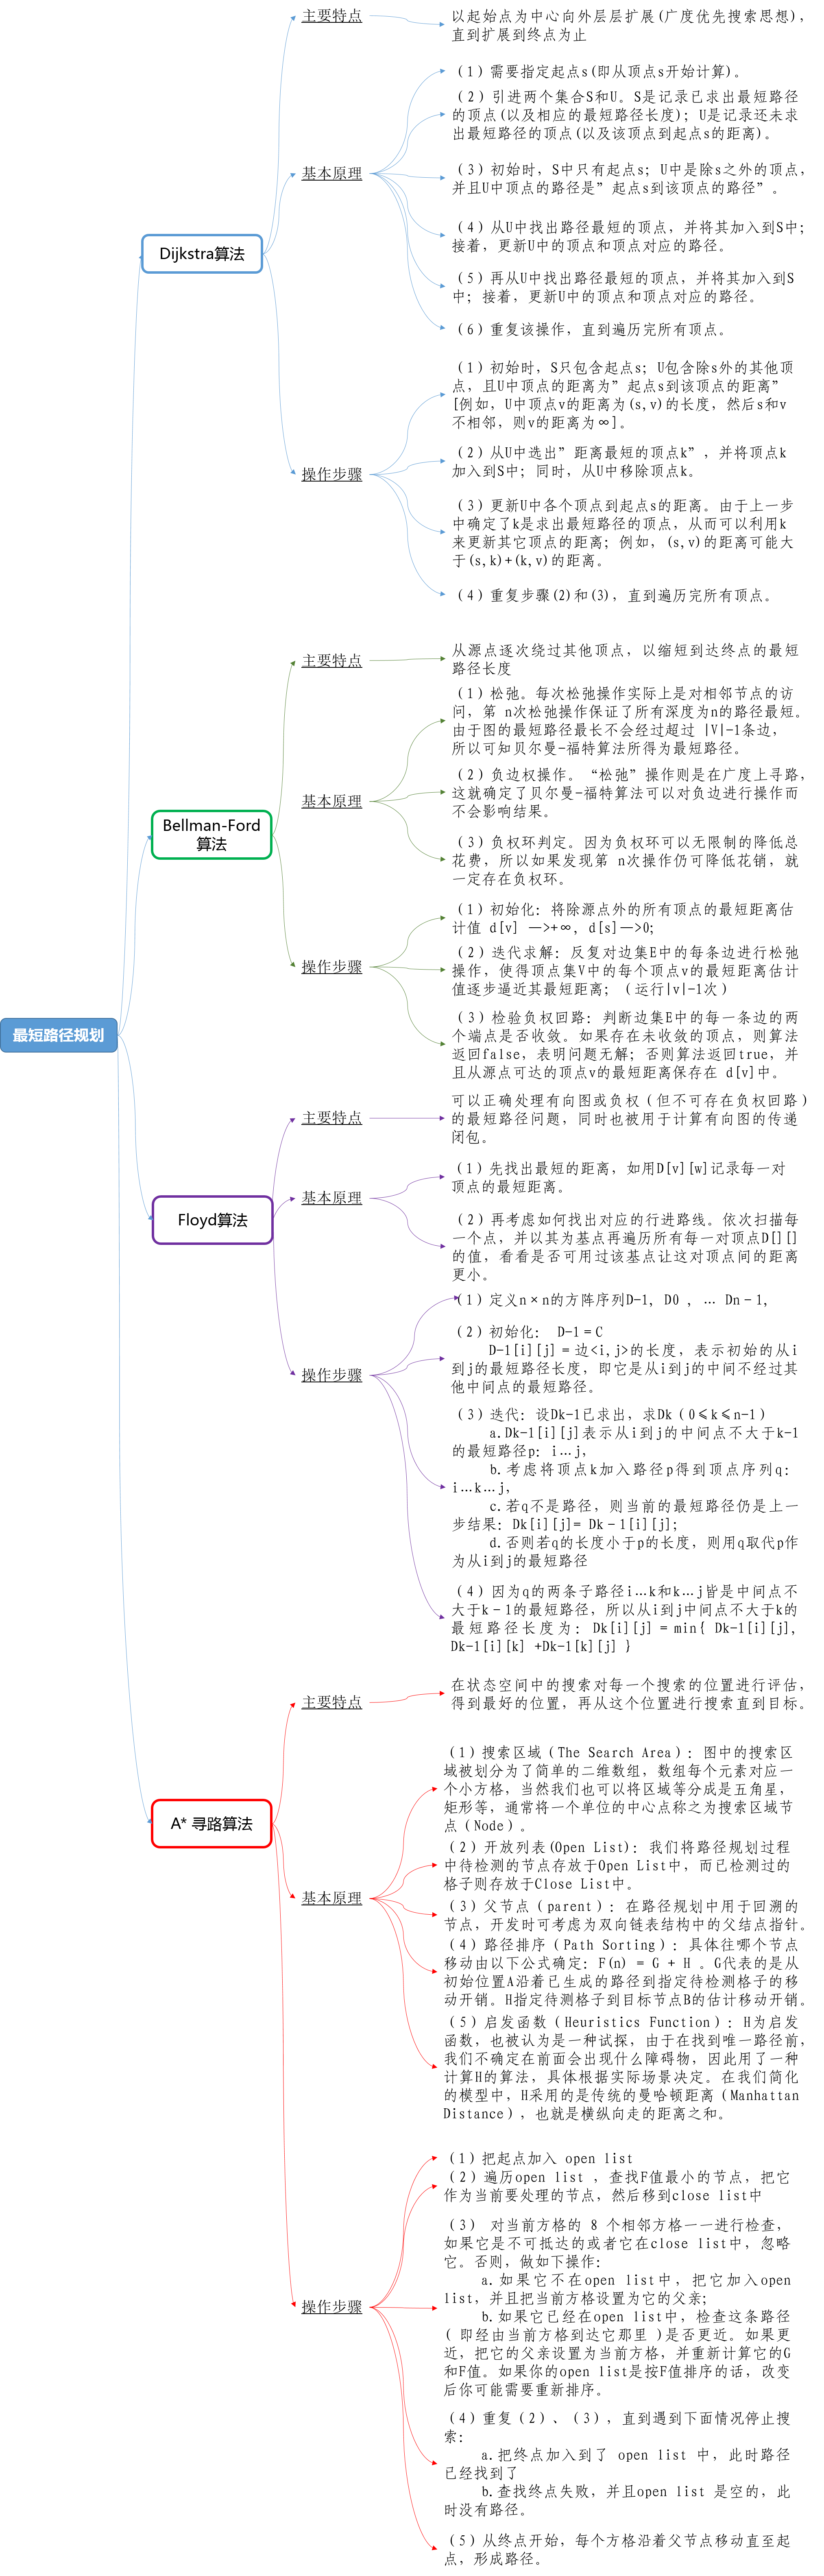 最短路径规划
Dijkstra算法
主要特点
以起始点为中心向外层层扩展(广度优先搜索思想),
直到扩展到终点为止
基本原理
(1)需要指定起点s(即从顶点s开始计算)。
(2)引进两个集合S和U。S是记录已求出最短路径
的顶点(以及相应的最短路径长度); U是记录还未求
出最短路径的顶点(以及该顶点到起点s的距离)。
(3)初始时, S中只有起点s; U中是除s之外的顶点,
并且U中顶点的路径是”起点s到该顶点的路径”。
(4)从U中找出路径最短的顶点, 并将其加入到S中;
接着, 更新U中的顶点和顶点对应的路径。
(5)再从U中找出路径最短的顶点, 并将其加入到S
中; 接着, 更新U中的顶点和顶点对应的路径。
(6)重复该操作, 直到遍历完所有顶点。
操作步骤
(1)初始时, S只包含起点s; U包含除s外的其他顶
点, 且U中顶点的距离为”起点s到该顶点的距离”
[例如, U中顶点v的距离为(s,v)的长度, 然后s和v
不相邻, 则v的距离为∞]。
(2)从U中选出”距离最短的顶点k”, 并将顶点k
加入到S中; 同时, 从U中移除顶点k。
(3)更新U中各个顶点到起点s的距离。由于上一步
中确定了k是求出最短路径的顶点, 从而可以利用k
来更新其它顶点的距离; 例如, (s,v)的距离可能大
于(s,k)+(k,v)的距离。
(4)重复步骤(2)和(3), 直到遍历完所有顶点。
Bellman-Ford
算法
主要特点
从源点逐次绕过其他顶点, 以缩短到达终点的最短
路径长度
基本原理
(1)松弛。每次松弛操作实际上是对相邻节点的访
问, 第 n次松弛操作保证了所有深度为n的路径最短。
由于图的最短路径最长不会经过超过 |V|-1条边,
所以可知贝尔曼-福特算法所得为最短路径。
(2)负边权操作。“松弛”操作则是在广度上寻路,
这就确定了贝尔曼-福特算法可以对负边进行操作而
不会影响结果。
(3)负权环判定。因为负权环可以无限制的降低总
花费, 所以如果发现第 n次操作仍可降低花销, 就
一定存在负权环。
操作步骤
(1)初始化: 将除源点外的所有顶点的最短距离估
计值 d[v] —>+∞, d[s]—>0;
(2)迭代求解: 反复对边集E中的每条边进行松弛
操作, 使得顶点集V中的每个顶点v的最短距离估计
值逐步逼近其最短距离; (运行|v|-1次)
(3)检验负权回路: 判断边集E中的每一条边的两
个端点是否收敛。如果存在未收敛的顶点, 则算法
返回false, 表明问题无解; 否则算法返回true, 并
且从源点可达的顶点v的最短距离保存在 d[v]中。
Floyd算法
主要特点
可以正确处理有向图或负权(但不可存在负权回路)
的最短路径问题, 同时也被用于计算有向图的传递
闭包。
基本原理
(1)先找出最短的距离, 如用D[v][w]记录每一对
顶点的最短距离。
(2)再考虑如何找出对应的行进路线。依次扫描每
一个点, 并以其为基点再遍历所有每一对顶点D[][]
的值, 看看是否可用过该基点让这对顶点间的距离
更小。
操作步骤
(1)定义n×n的方阵序列D-1, D0 , … Dn-1,
(2)初始化: D-1=C
D-1[i][j]=边<i,j>的长度, 表示初始的从i
到j的最短路径长度, 即它是从i到j的中间不经过其
他中间点的最短路径。
(3)迭代: 设Dk-1已求出, 求Dk(0≤k≤n-1)
a.Dk-1[i][j]表示从i到j的中间点不大于k-1
的最短路径p: i…j,
b.考虑将顶点k加入路径p得到顶点序列q:
i…k…j,
c.若q不是路径, 则当前的最短路径仍是上一
步结果: Dk[i][j]= Dk-1[i][j];
d.否则若q的长度小于p的长度, 则用q取代p作
为从i到j的最短路径
(4)因为q的两条子路径i…k和k…j皆是中间点不
大于k-1的最短路径, 所以从i到j中间点不大于k的
最短路径长度为: Dk[i][j]=min{ Dk-1[i][j],
Dk-1[i][k] +Dk-1[k][j] }
A* 寻路算法
主要特点
在状态空间中的搜索对每一个搜索的位置进行评估,
得到最好的位置, 再从这个位置进行搜索直到目标。
基本原理
(1)搜索区域(The Search Area): 图中的搜索区
域被划分为了简单的二维数组, 数组每个元素对应一
个小方格, 当然我们也可以将区域等分成是五角星,
矩形等, 通常将一个单位的中心点称之为搜索区域节
点(Node)。
(2)开放列表(Open List): 我们将路径规划过程
中待检测的节点存放于Open List中, 而已检测过的
格子则存放于Close List中。
(3)父节点(parent): 在路径规划中用于回溯的
节点, 开发时可考虑为双向链表结构中的父结点指针。
(4)路径排序(Path Sorting): 具体往哪个节点
移动由以下公式确定: F(n) = G + H 。G代表的是从
初始位置A沿着已生成的路径到指定待检测格子的移
动开销。H指定待测格子到目标节点B的估计移动开销。
(5)启发函数(Heuristics Function): H为启发
函数, 也被认为是一种试探, 由于在找到唯一路径前,
我们不确定在前面会出现什么障碍物, 因此用了一种
计算H的算法, 具体根据实际场景决定。在我们简化
的模型中, H采用的是传统的曼哈顿距离(Manhattan
Distance), 也就是横纵向走的距离之和。
操作步骤
(1)把起点加入 open list
(2)遍历open list , 查找F值最小的节点, 把它
作为当前要处理的节点, 然后移到close list中
(3) 对当前方格的 8 个相邻方格一一进行检查,
如果它是不可抵达的或者它在close list中, 忽略
它。否则, 做如下操作:
a.如果它不在open list中, 把它加入open
list, 并且把当前方格设置为它的父亲;
b.如果它已经在open list中, 检查这条路径
( 即经由当前方格到达它那里 )是否更近。如果更
近, 把它的父亲设置为当前方格, 并重新计算它的G
和F值。如果你的open list是按F值排序的话, 改变
后你可能需要重新排序。
(4)重复(2)、(3), 直到遇到下面情况停止搜
索:
a.把终点加入到了 open list 中, 此时路径
已经找到了
b.查找终点失败, 并且open list 是空的, 此
时没有路径。
(5)从终点开始, 每个方格沿着父节点移动直至起
点, 形成路径。